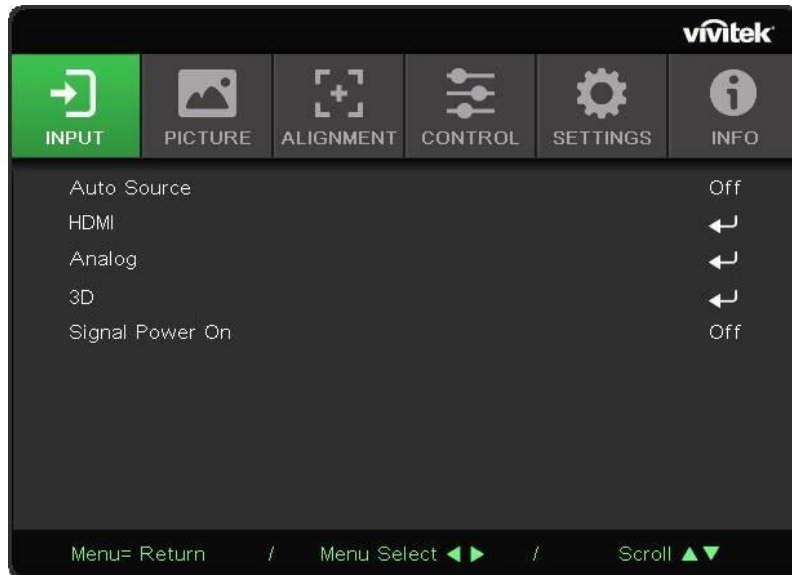 vivitek
INPUT PICTURE ALIGNMENT CONTROL SETTINGS INFO
Auto Source Off
HDMI
Analog
3D
Signal Power On Off
Menu= Return / Menu Select ◀ ▶ / Scroll ▲▼